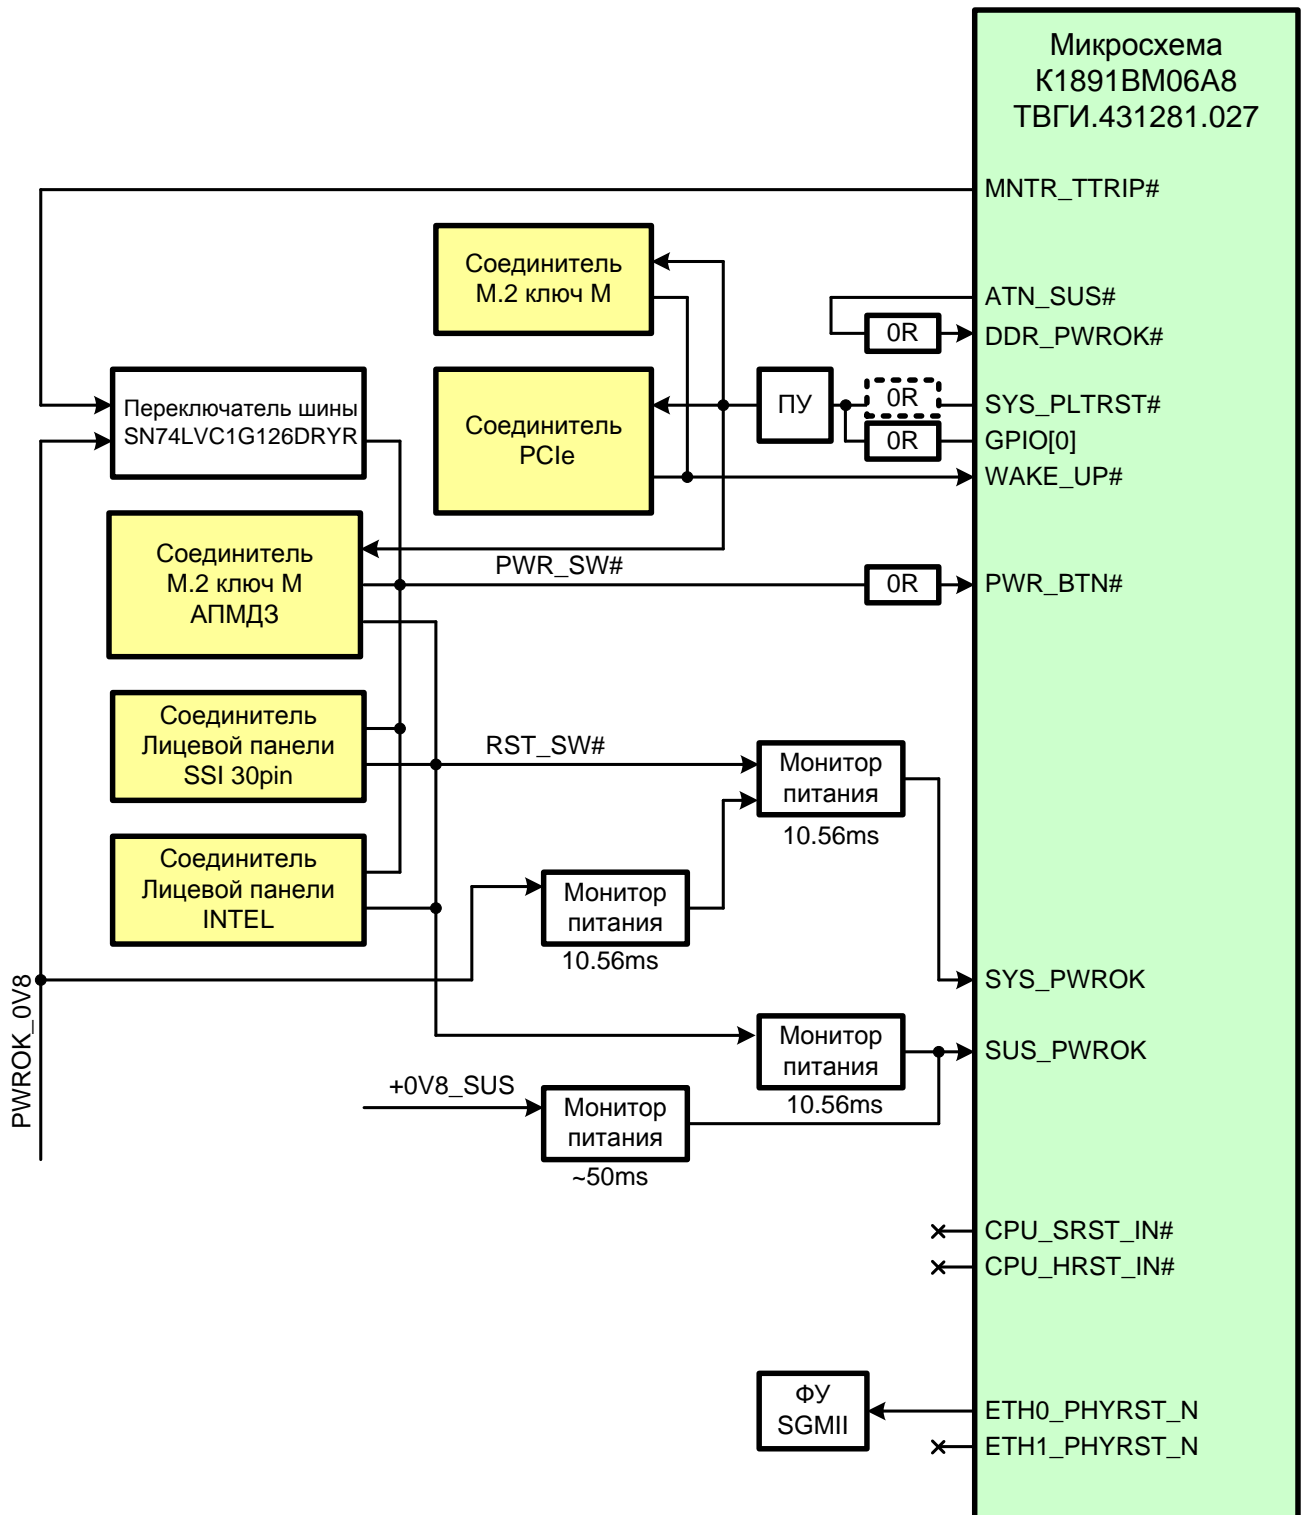 Микросхема
К1891ВМ06А8
ТВГИ.431281.027
MNTR_TTRIP#
Соединитель
М.2 ключ М
ATN_SUS#
0R
DDR_PWROK#
Переключатель шины
SN74LVC1G126DRYR
Соединитель
PCIe
ПУ
0R
SYS_PLTRST#
0R
GPIO[0]
WAKE_UP#
Соединитель
М.2 ключ М
АПМДЗ
PWR_SW#
0R
PWR_BTN#
Соединитель
Лицевой панели
SSI 30pin
RST_SW#
Монитор
питания
10.56ms
Соединитель
Лицевой панели
INTEL
Монитор
питания
10.56ms
PWROK_0V8
SYS_PWROK
Монитор
питания
10.56ms
SUS_PWROK
+0V8_SUS
Монитор
питания
~50ms
CPU_SRST_IN#
CPU_HRST_IN#
ФУ
SGMII
ETH0_PHYRST_N
ETH1_PHYRST_N